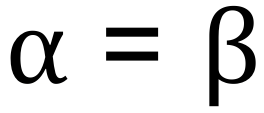 α = β